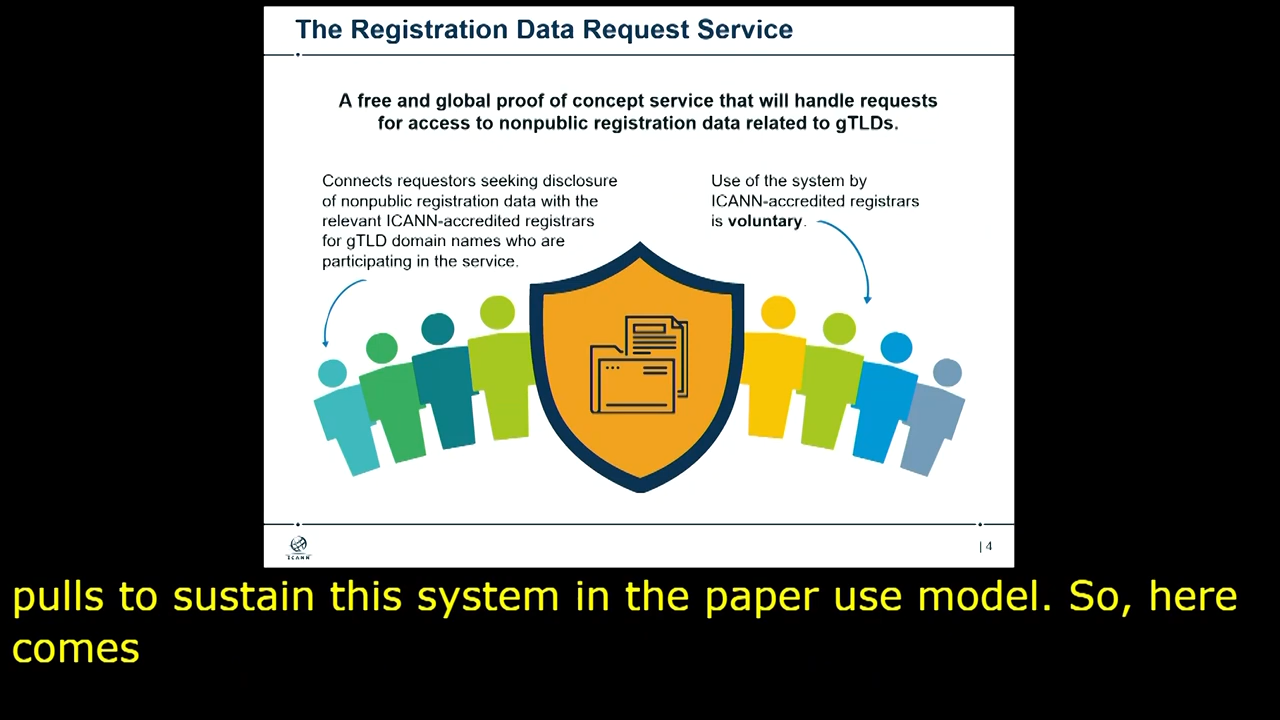 The Registration Data Request Service
A free and global proof of concept service that will handle requests
for access to nonpublic registration data related to gTLDs.
Connects requestors seeking disclosure
of nonpublic registration data with the
relevant ICANN-accredited registrars
for gTLD domain names who are
participating in the service.
Use of the system by
ICANN-accredited registrars
is voluntary.
ICANN
| 4
pulls to sustain this system in the paper use model. So, here
comes